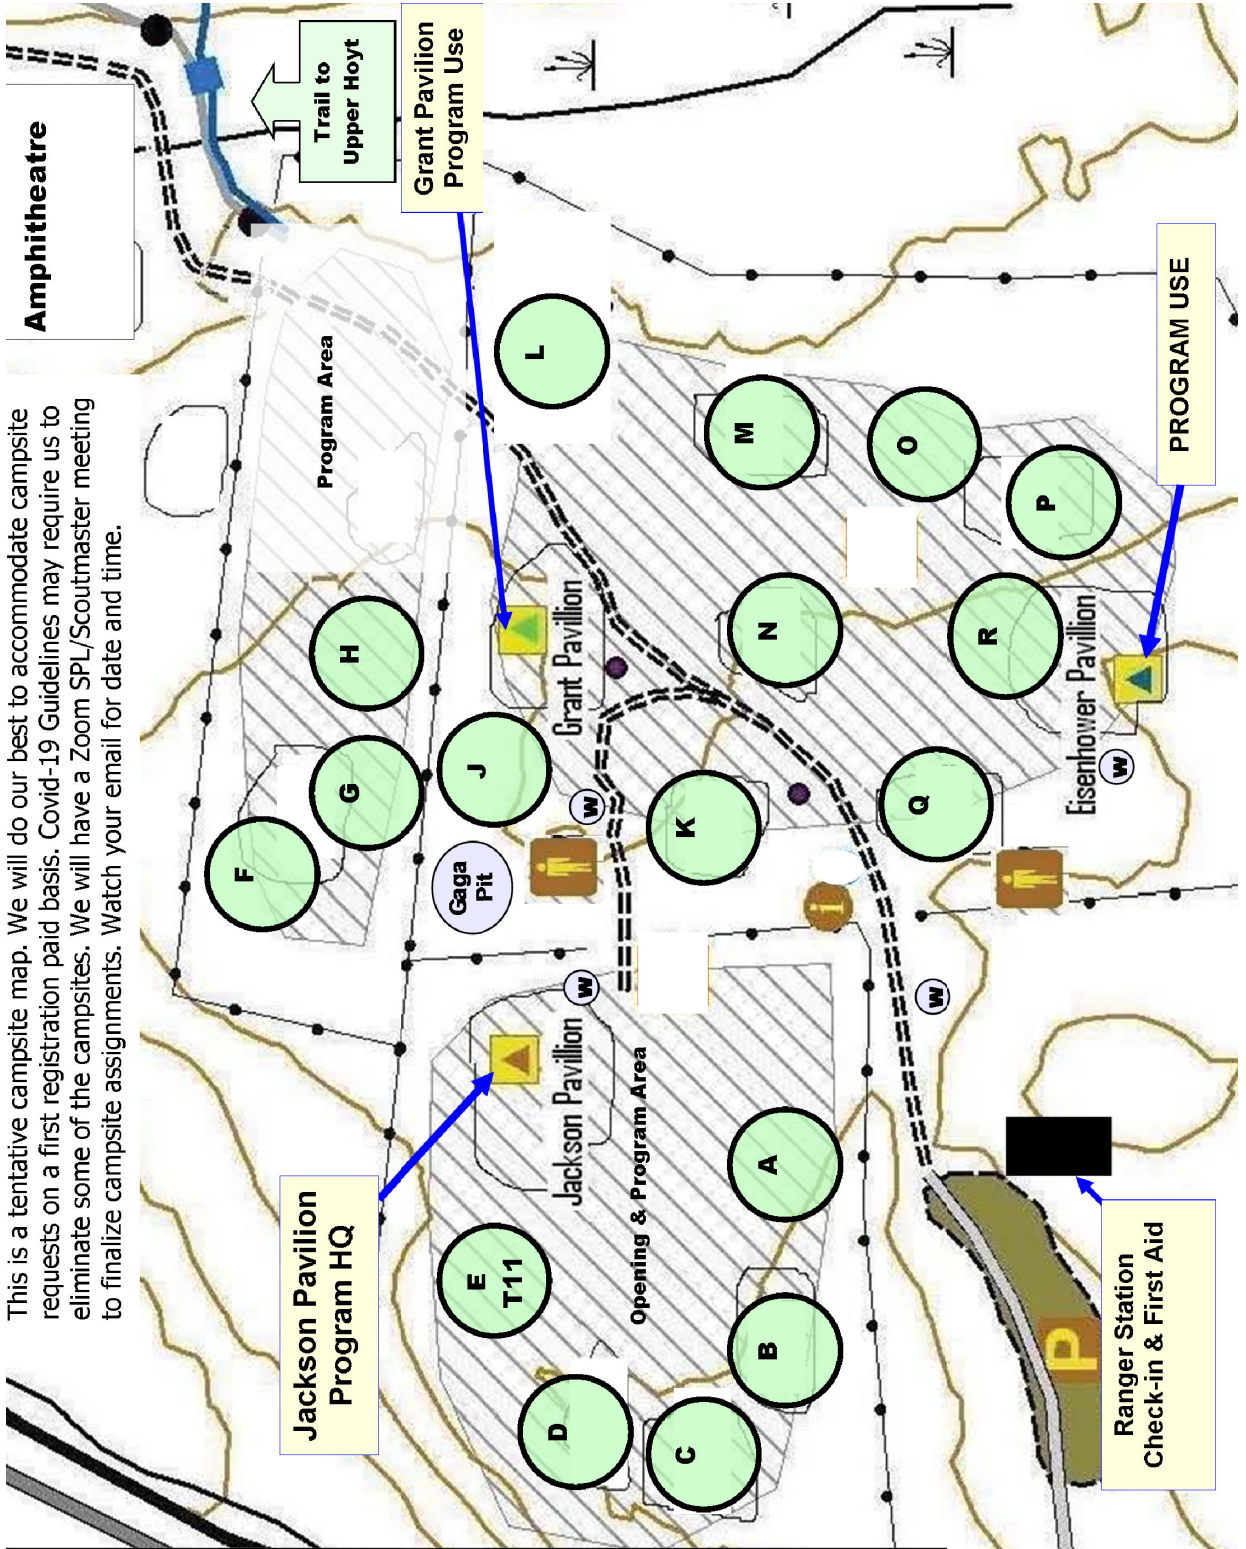 This is a tentative campsite map. We will do our best to accommodate campsite
requests on a first registration paid basis. Covid-19 Guidelines may require us to
eliminate some of the campsites. We will have a Zoom SPL/Scoutmaster meeting
to finalize campsite assignments. Watch your email for date and time.
Amphitheatre
Trail to
Upper Hoyt
Grant Pavilion
Program Use
Program Area
F
G
H
J
L
Gaga
Pit
W
Grant Pavillion
Jackson Pavilion
Program HQ
E
T11
Jackson Pavillion
W
D
C
Opening & Program Area
K
M
B
A
N
i
O
Q
W
R
P
Eisenhower Pavillion
W
PROGRAM USE
P
Ranger Station
Check-in & First Aid